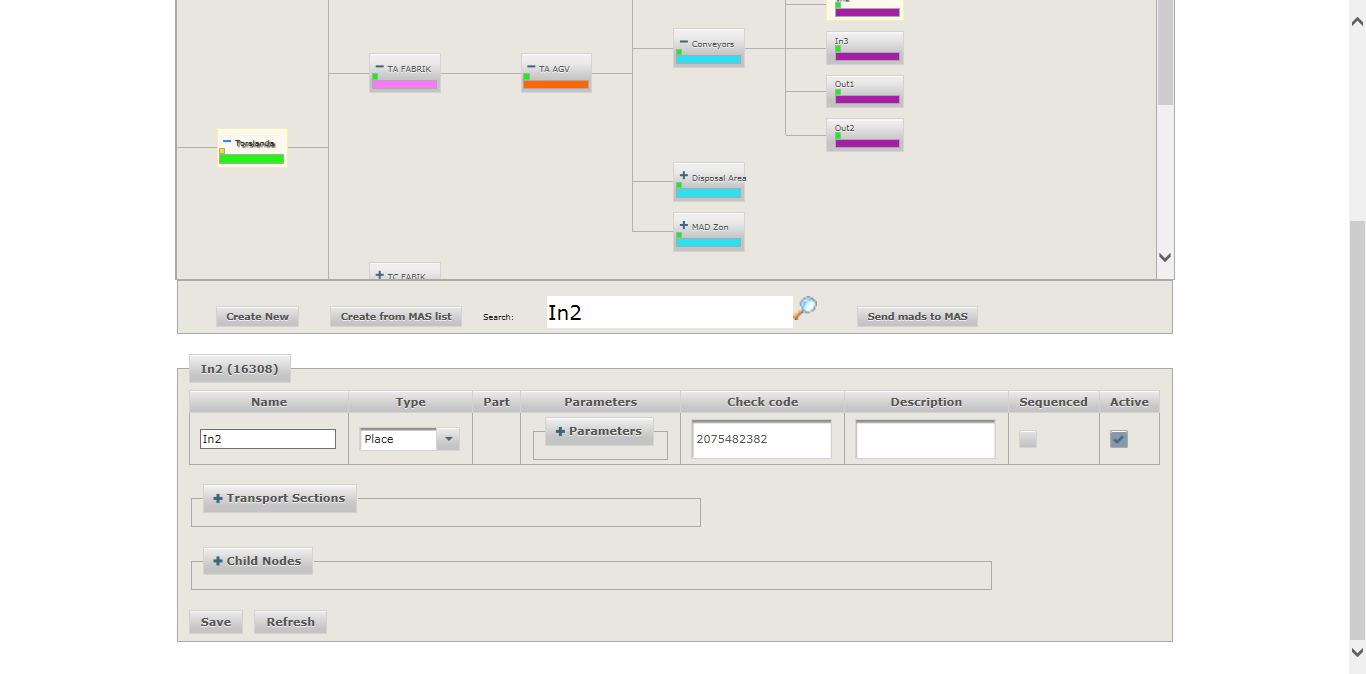 In2
Conveyors
In3
TA FABRIK
TA AGV
Out1
Out2
Torslanda
Disposal Area
MAD Zon
TC FABIK
Create New
Create from MAS list
Search:
In2
Send mads to MAS
In2 (16308)
Name Type Part Parameters Check code Description Sequenced Active
In2 Place Parameters 2075482382
Transport Sections
Child Nodes
Save Refresh